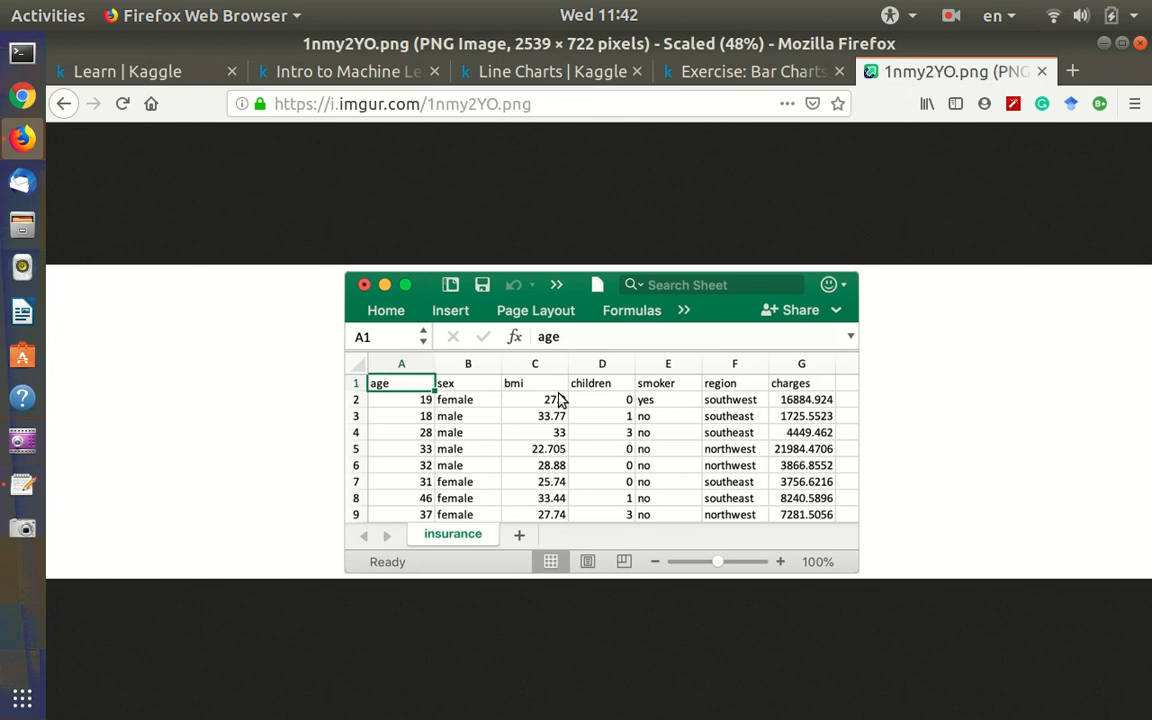 Activities Firefox Web Browser Wed 11:42 en
1nmy2YO.png (PNG Image, 2539 × 722 pixels) - Scaled (48%) - Mozilla Firefox
Learn | Kaggle Intro to Machine Le Line Charts | Kaggle Exercise: Bar Charts 1nmy2YO.png (PNG
https://i.imgur.com/1nmy2YO.png
Search Sheet
Home Insert Page Layout Formulas Share
A1 fx age
A B C D E F G
1 age sex bmi children smoker region charges
2 19 female 0 yes southwest 16884.924
3 18 male 33.77 1 no southeast 1725.5523
4 28 male 33 3 no southeast 4449.462
5 33 male 22.705 0 no northwest 21984.4706
6 32 male 28.88 0 no northwest 3866.8552
7 31 female 25.74 0 no southeast 3756.6216
8 46 female 33.44 1 no southeast 8240.5896
9 37 female 27.74 3 no northwest 7281.5056
insurance
Ready 100%